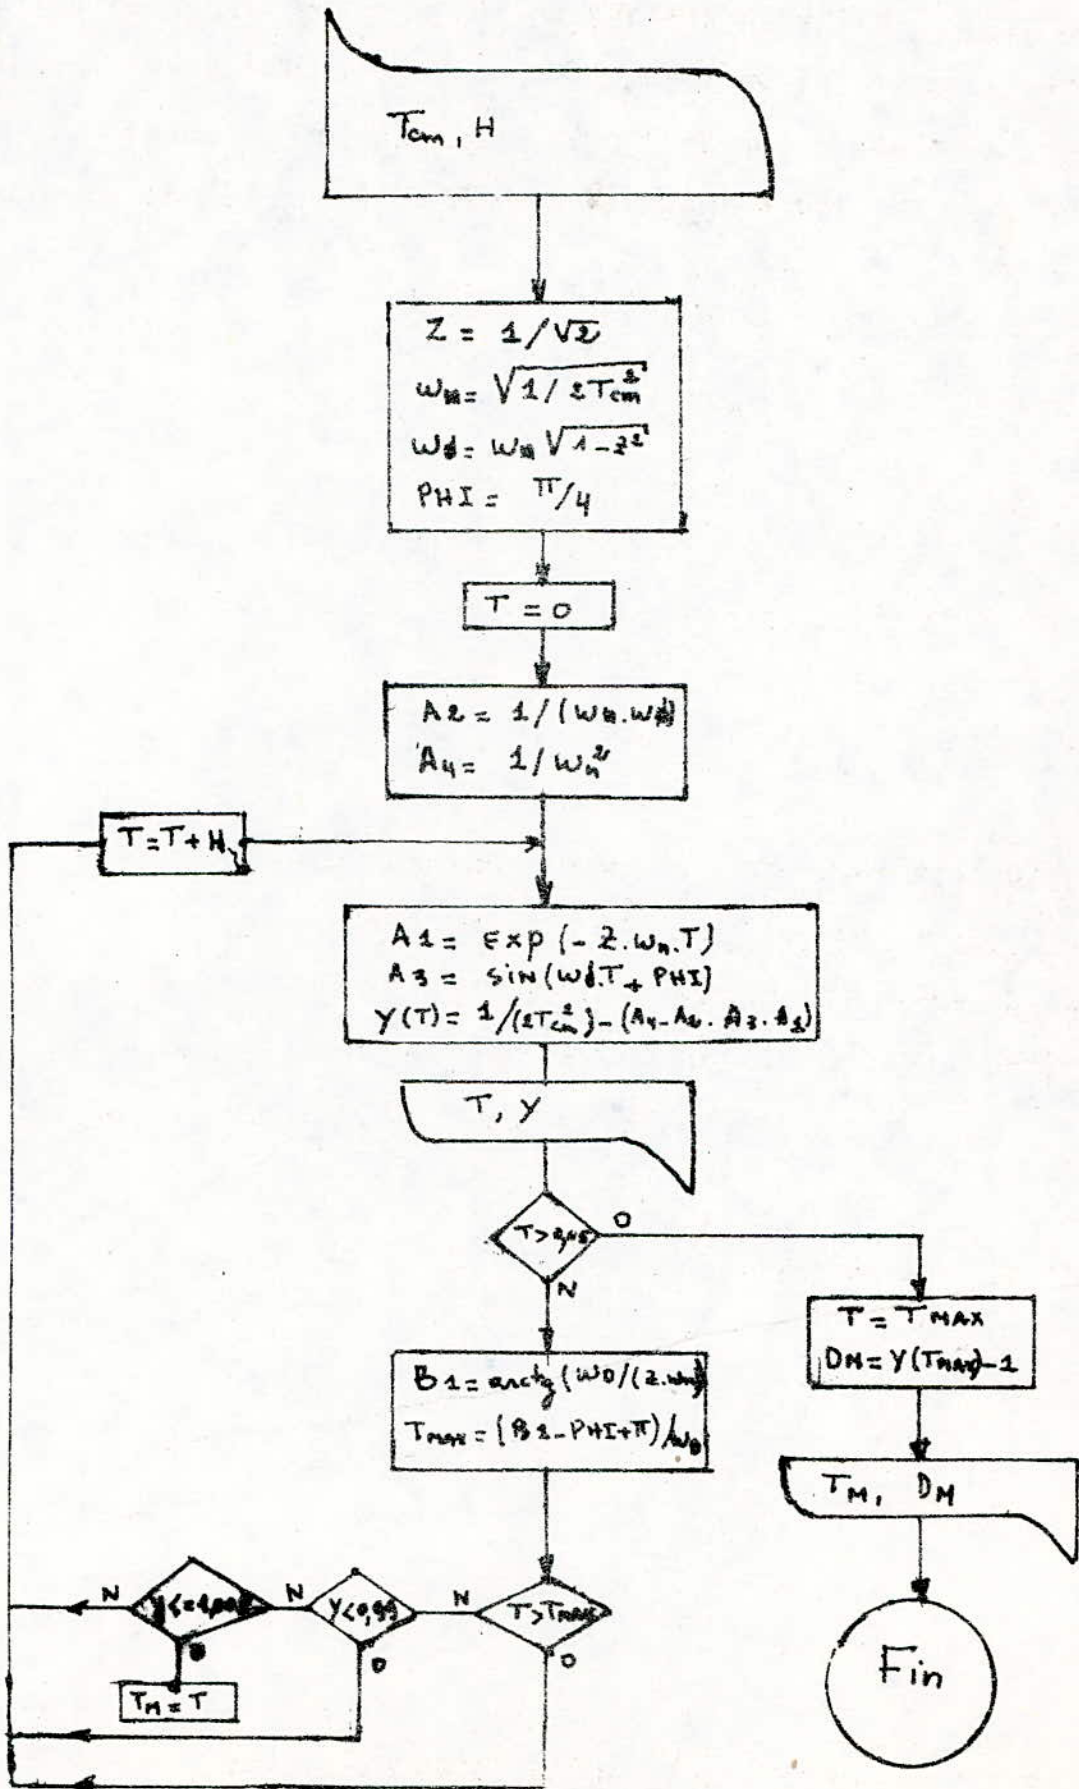 Tcm, H
Z = 1/√2
wn = √1/2Tcm²
wd = wn √1-z²
PHI = π/4
T = 0
A2 = 1/(wn.wd)
A4 = 1/wn²
T = T + H
A1 = Exp (- Z.wn.T)
A3 = sin(wd.T + PHI)
Y(T) = 1/(2Tcm²) - (A4 - A2 . A3 . A1)
T, Y
O
N
B1 = arctg (WD/(Z.wn)
TMAX = (B1 - PHI + π)/WD
T = TMAX
DM = Y(TMAX) - 1
TM, DM
N
N
Y<0,99
N
T>TMAX
O
O
O
TM = T
Fin